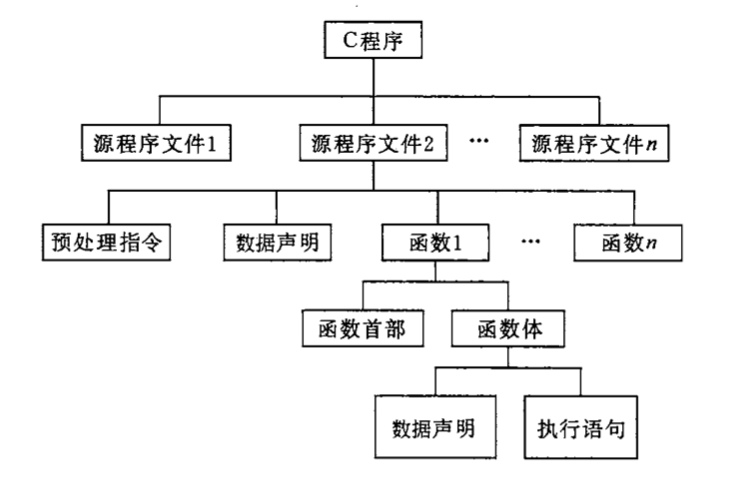 C程序
源程序文件1 源程序文件2 … 源程序文件n
预处理指令 数据声明 函数1 … 函数n
函数首部 函数体
数据声明 执行语句